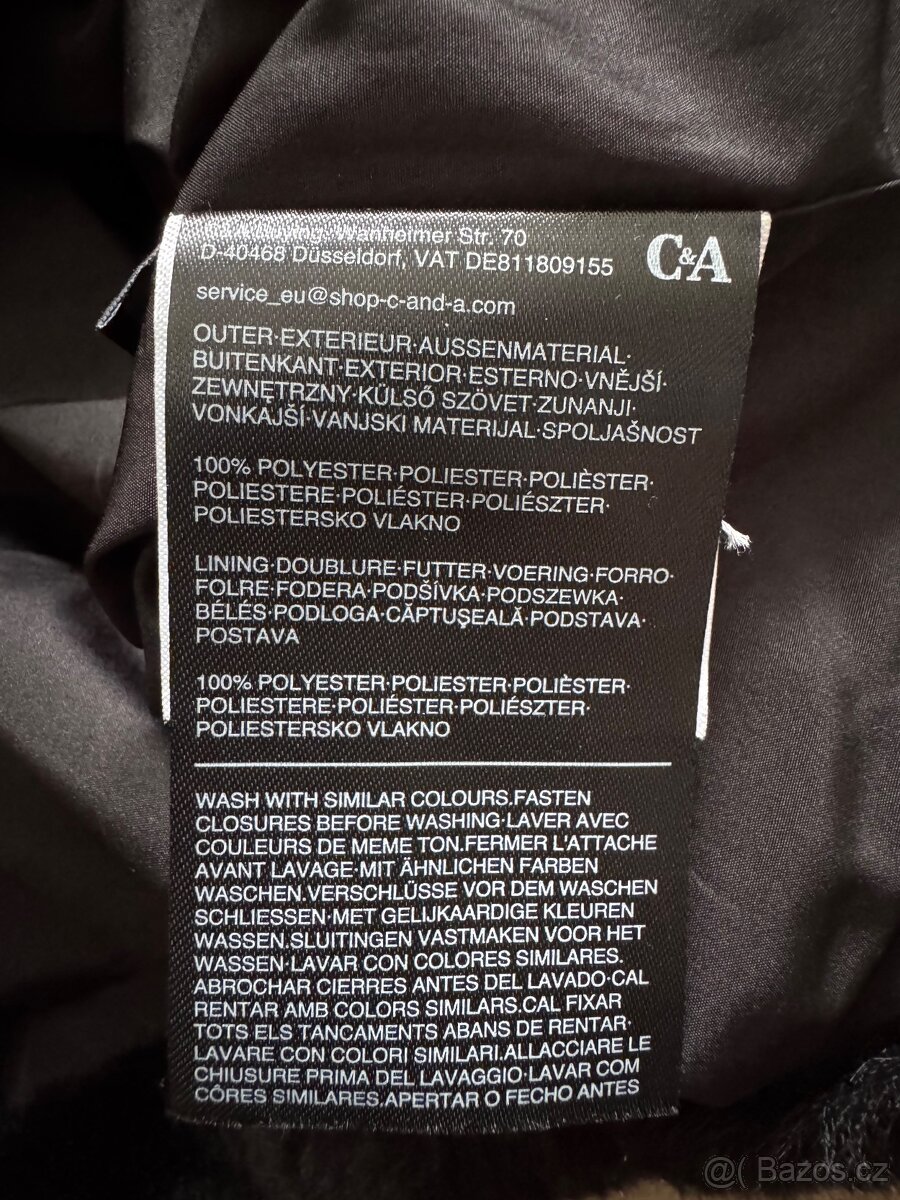 Wanheimer Str. 70
D-40468 Düsseldorf, VAT DE811809155
C&A
service_eu@shop-c-and-a.com
OUTER·EXTERIEUR·AUSSENMATERIAL·
BUITENKANT·EXTERIOR·ESTERNO·VNĚJŠÍ·
ZEWNĘTRZNY·KÜLSŐ SZÖVET·ZUNANJI·
VONKAJŠÍ·VANJSKI MATERIJAL·SPOLJAŠNOST
100% POLYESTER·POLIESTER·POLIÈSTER·
POLIESTERE·POLIÉSTER·POLIÉSZTER·
POLIESTERSKO VLAKNO
LINING·DOUBLURE·FUTTER·VOERING·FORRO·
FOLRE·FODERA·PODŠÍVKA·PODSZEWKA·
BÉLÉS·PODLOGA·CĂPTUŞEALĂ·PODSTAVA·
POSTAVA
100% POLYESTER·POLIESTER·POLIÈSTER·
POLIESTERE·POLIÉSTER·POLIÉSZTER·
POLIESTERSKO VLAKNO
WASH WITH SIMILAR COLOURS.FASTEN
CLOSURES BEFORE WASHING·LAVER AVEC
COULEURS DE MEME TON.FERMER L'ATTACHE
AVANT LAVAGE·MIT ÄHNLICHEN FARBEN
WASCHEN.VERSCHLÜSSE VOR DEM WASCHEN
SCHLIESSEN·MET GELIJKAARDIGE KLEUREN
WASSEN.SLUITINGEN VASTMAKEN VOOR HET
WASSEN·LAVAR CON COLORES SIMILARES.
ABROCHAR CIERRES ANTES DEL LAVADO·CAL
RENTAR AMB COLORS SIMILARS.CAL FIXAR
TOTS ELS TANCAMENTS ABANS DE RENTAR·
LAVARE CON COLORI SIMILARI.ALLACCIARE LE
CHIUSURE PRIMA DEL LAVAGGIO·LAVAR COM
CÔRES SIMILARES.APERTAR O FECHO ANTES
@( Bazos.cz